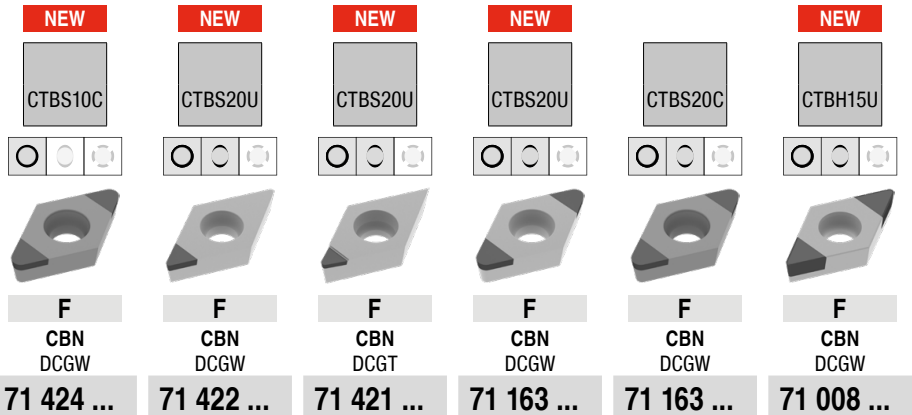 NEW NEW NEW NEW NEW
CTBS10C CTBS20U CTBS20U CTBS20U CTBS20C CTBH15U
F F F F F F
CBN CBN CBN CBN CBN CBN
DCGW DCGW DCGT DCGW DCGW DCGW
71 424 ... 71 422 ... 71 421 ... 71 163 ... 71 163 ... 71 008 ...